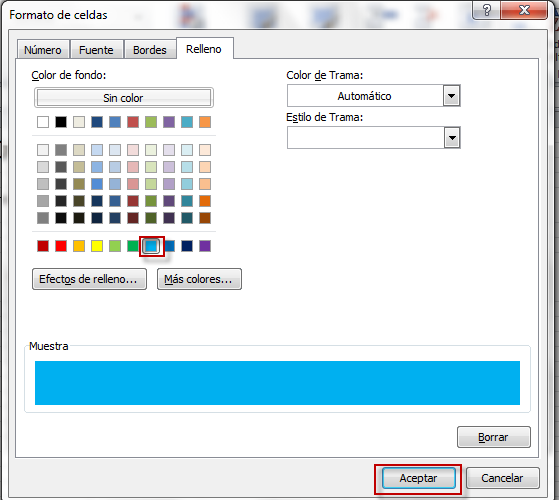 Formato de celdas
Número Fuente Bordes Relleno
Color de fondo:
Sin color
Color de Trama:
Automático
Estilo de Trama:
Efectos de relleno... Más colores...
Muestra
Borrar
Aceptar Cancelar